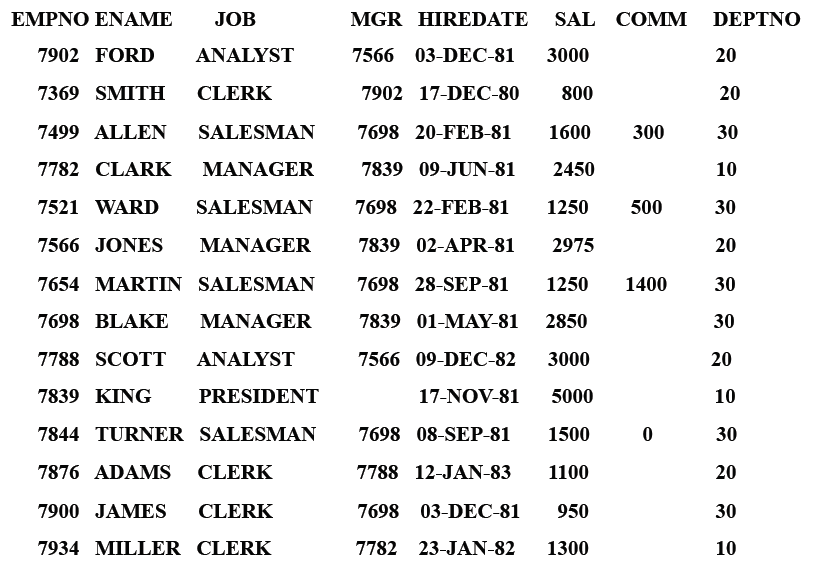 EMPNO ENAME JOB MGR HIREDATE SAL COMM DEPTNO
7902 FORD ANALYST 7566 03-DEC-81 3000 20
7369 SMITH CLERK 7902 17-DEC-80 800 20
7499 ALLEN SALESMAN 7698 20-FEB-81 1600 300 30
7782 CLARK MANAGER 7839 09-JUN-81 2450 10
7521 WARD SALESMAN 7698 22-FEB-81 1250 500 30
7566 JONES MANAGER 7839 02-APR-81 2975 20
7654 MARTIN SALESMAN 7698 28-SEP-81 1250 1400 30
7698 BLAKE MANAGER 7839 01-MAY-81 2850 30
7788 SCOTT ANALYST 7566 09-DEC-82 3000 20
7839 KING PRESIDENT 17-NOV-81 5000 10
7844 TURNER SALESMAN 7698 08-SEP-81 1500 0 30
7876 ADAMS CLERK 7788 12-JAN-83 1100 20
7900 JAMES CLERK 7698 03-DEC-81 950 30
7934 MILLER CLERK 7782 23-JAN-82 1300 10